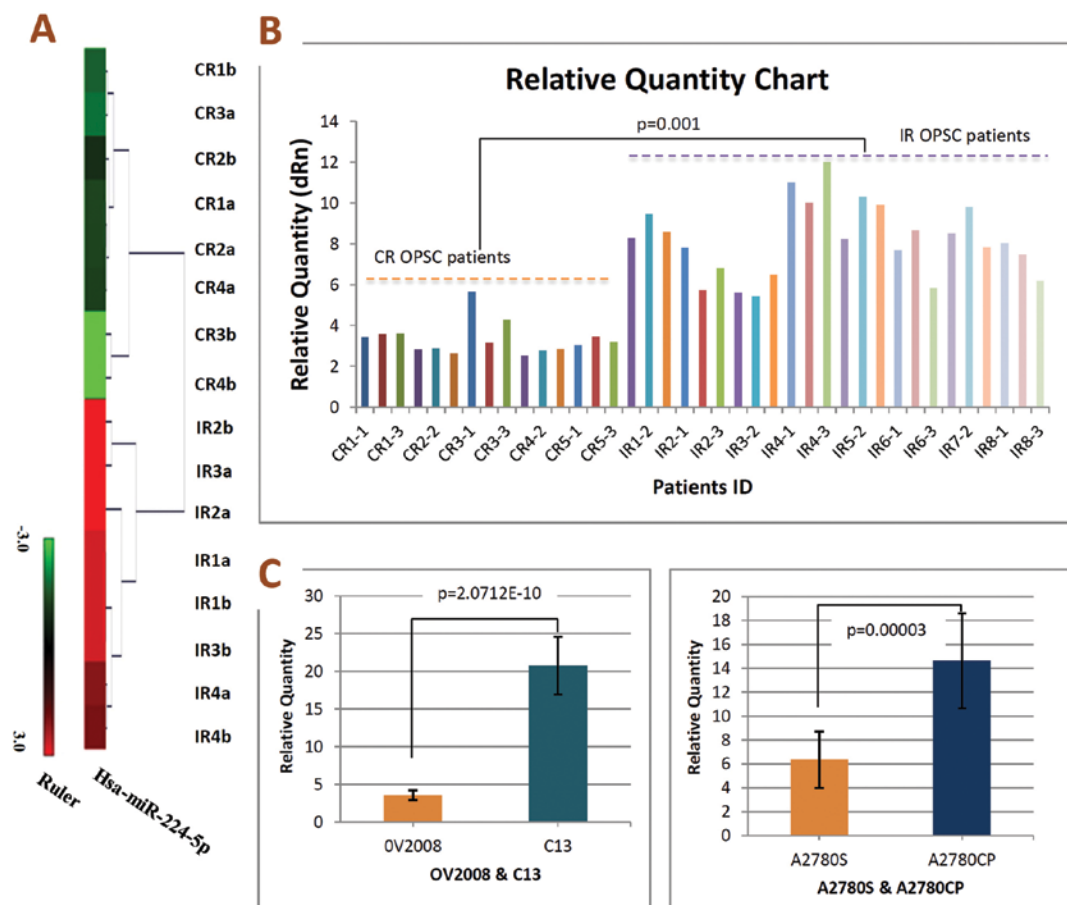 A
CR1b
CR3a
CR2b
CR1a
CR2a
CR4a
CR3b
CR4b
IR2b
IR3a
IR2a
IR1a
IR1b
IR3b
IR4a
IR4b
-3.0
3.0
Ruler
Hsa-miR-224-5p
B
Relative Quantity Chart
p=0.001
IR OPSC patients
CR OPSC patients
Relative Quantity (dRn)
14
12
10
8
6
4
2
0
CR1-1
CR1-3
CR2-2
CR3-1
CR3-3
CR4-2
CR5-1
CR5-3
IR1-2
IR2-1
IR2-3
IR3-2
IR4-1
IR4-3
IR5-2
IR6-1
IR6-3
IR7-2
IR8-1
IR8-3
Patients ID
C
p=2.0712E-10
Relative Quantity
30
25
20
15
10
5
0
0V2008
C13
OV2008 & C13
p=0.00003
Relative Quantity
20
18
16
14
12
10
8
6
4
2
0
A2780S
A2780CP
A2780S & A2780CP